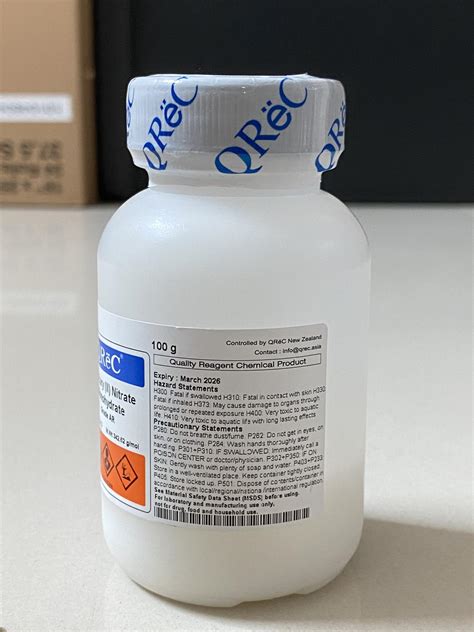 QRëC
QRëC
QRëC
100 g
Controlled by QRëC New Zealand
Contact : info@qrec.asia
Quality Reagent Chemical Product
Expiry : March 2026
Hazard Statements
H300: Fatal if swallowed H310: Fatal in contact with skin H330:
Fatal if inhaled H373: May cause damage to organs through
prolonged or repeated exposure H400: Very toxic to aquatic
life. H410: Very toxic to aquatic life with long lasting effects
Precautionary Statements
P260: Do not breathe dust/fume. P262: Do not get in eyes, on
skin, or on clothing. P264: Wash hands thoroughly after
handling. P301+P310: IF SWALLOWED: Immediately call a
POISON CENTER or doctor/physician. P302+P350: IF ON
SKIN: Gently wash with plenty of soap and water. P403+P233:
Store in a well-ventilated place. Keep container tightly closed.
P405: Store locked up. P501: Dispose of contents/container in
accordance with local/regional/national/international regulation.
See Material Safety Data Sheet (MSDS) before using.
For laboratory and manufacturing use only,
not for drug, food and household use.
RëC
(II) Nitrate
ydrate
AR
g/mol